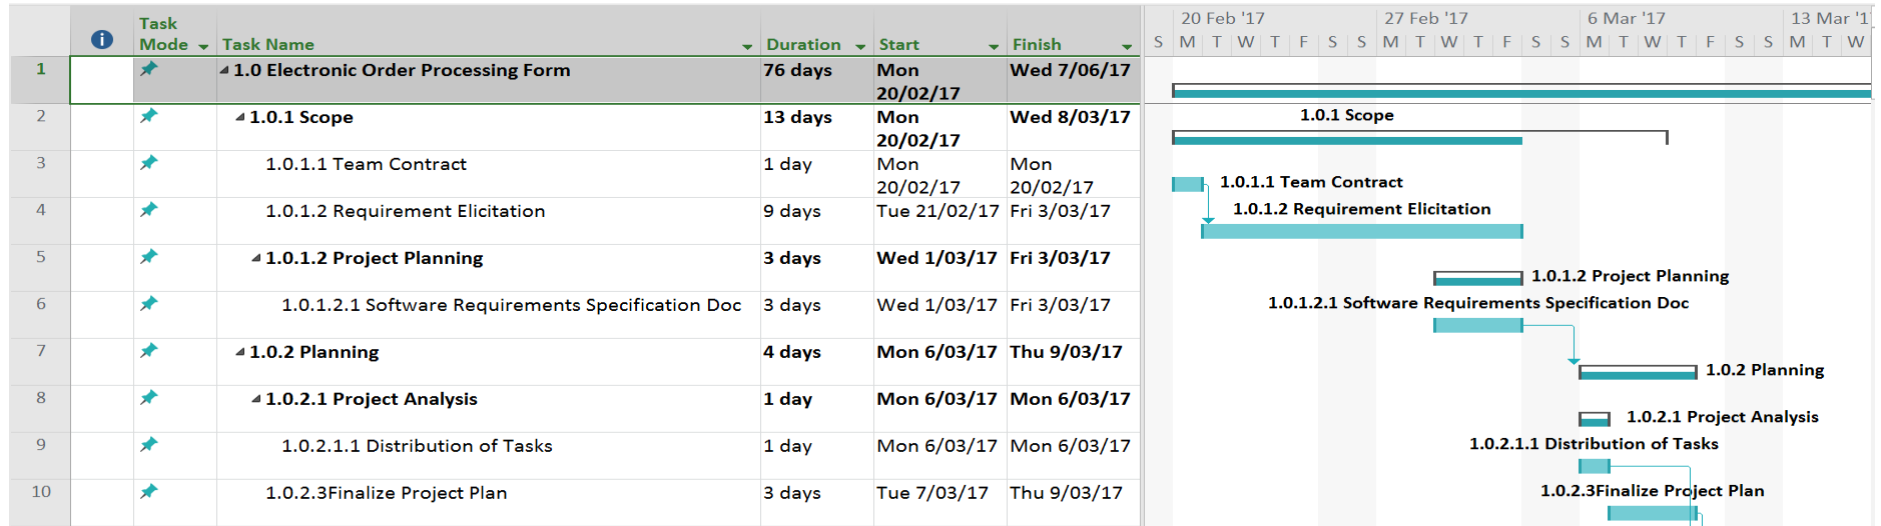 Task Mode Task Name Duration Start Finish
1 1.0 Electronic Order Processing Form 76 days Mon 20/02/17 Wed 7/06/17
2 1.0.1 Scope 13 days Mon 20/02/17 Wed 8/03/17
3 1.0.1.1 Team Contract 1 day Mon 20/02/17 Mon 20/02/17
4 1.0.1.2 Requirement Elicitation 9 days Tue 21/02/17 Fri 3/03/17
5 1.0.1.2 Project Planning 3 days Wed 1/03/17 Fri 3/03/17
6 1.0.1.2.1 Software Requirements Specification Doc 3 days Wed 1/03/17 Fri 3/03/17
7 1.0.2 Planning 4 days Mon 6/03/17 Thu 9/03/17
8 1.0.2.1 Project Analysis 1 day Mon 6/03/17 Mon 6/03/17
9 1.0.2.1.1 Distribution of Tasks 1 day Mon 6/03/17 Mon 6/03/17
10 1.0.2.3Finalize Project Plan 3 days Tue 7/03/17 Thu 9/03/17
20 Feb '17 27 Feb '17 6 Mar '17 13 Mar '1
S M T W T F S S M T W T F S S M T W T F S S M T W
1.0.1 Scope
1.0.1.1 Team Contract
1.0.1.2 Requirement Elicitation
1.0.1.2 Project Planning
1.0.1.2.1 Software Requirements Specification Doc
1.0.2 Planning
1.0.2.1 Project Analysis
1.0.2.1.1 Distribution of Tasks
1.0.2.3Finalize Project Plan